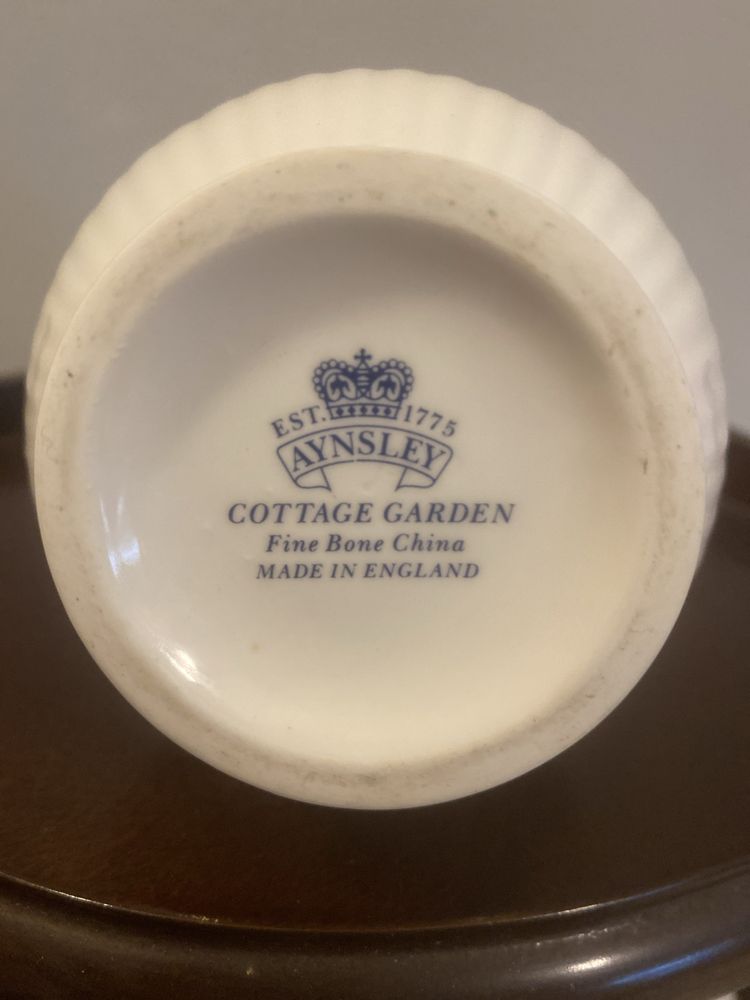 EST. 1775
AYNSLEY
COTTAGE GARDEN
Fine Bone China
MADE IN ENGLAND